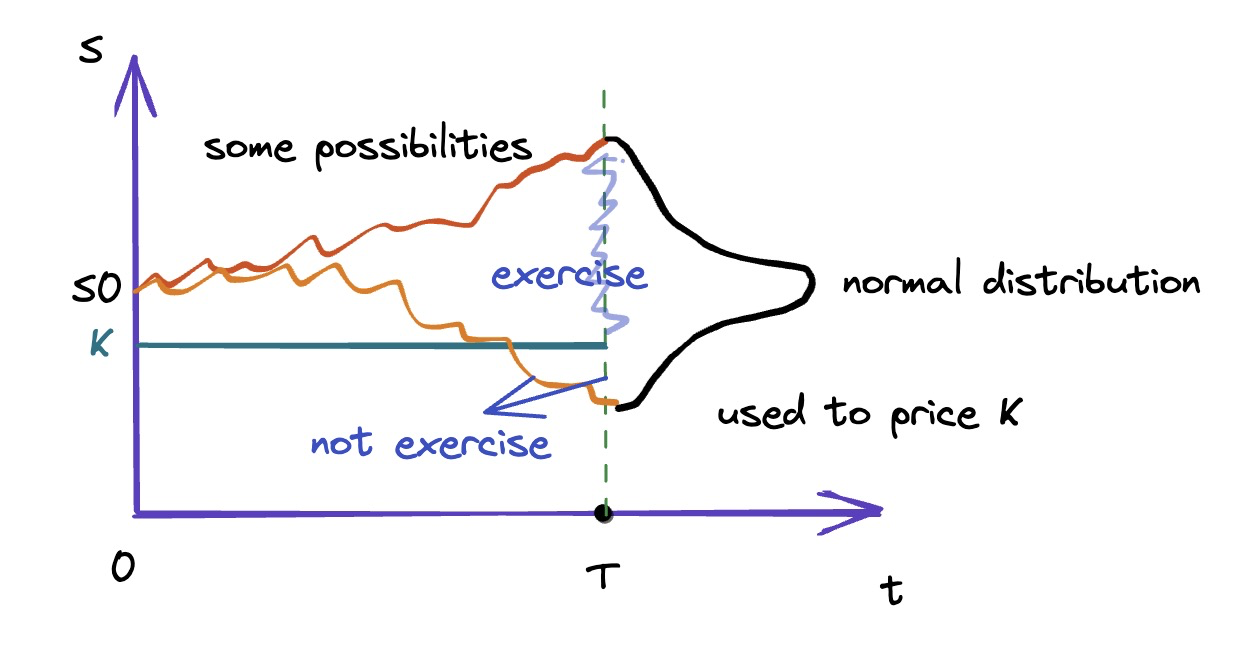 s
some possibilities
exercise
s0
normal distribution
K
used to price K
not exercise
0
T
t